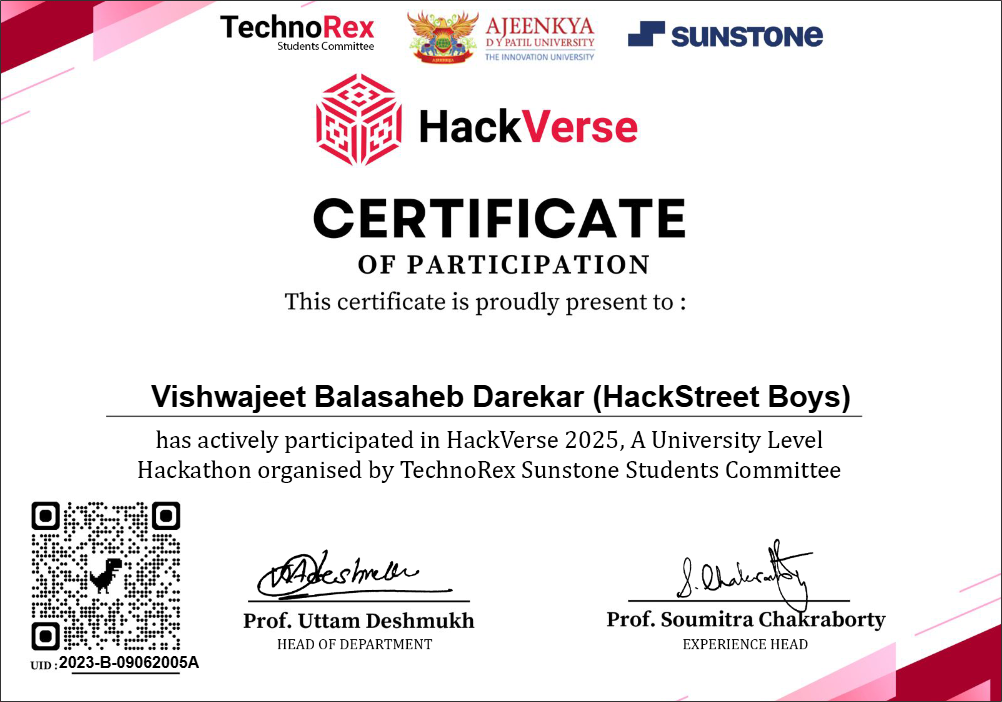 TechnoRex
Students Committee
AJEENKYA
D Y PATIL UNIVERSITY
THE INNOVATION UNIVERSITY
AJEENKYA
SUNSTONE
HackVerse
CERTIFICATE
OF PARTICIPATION
This certificate is proudly present to :
Vishwajeet Balasaheb Darekar (HackStreet Boys)
has actively participated in HackVerse 2025, A University Level
Hackathon organised by TechnoRex Sunstone Students Committee
S. Chakraborty
Prof. Uttam Deshmukh
HEAD OF DEPARTMENT
Prof. Soumitra Chakraborty
EXPERIENCE HEAD
UID : 2023-B-09062005A